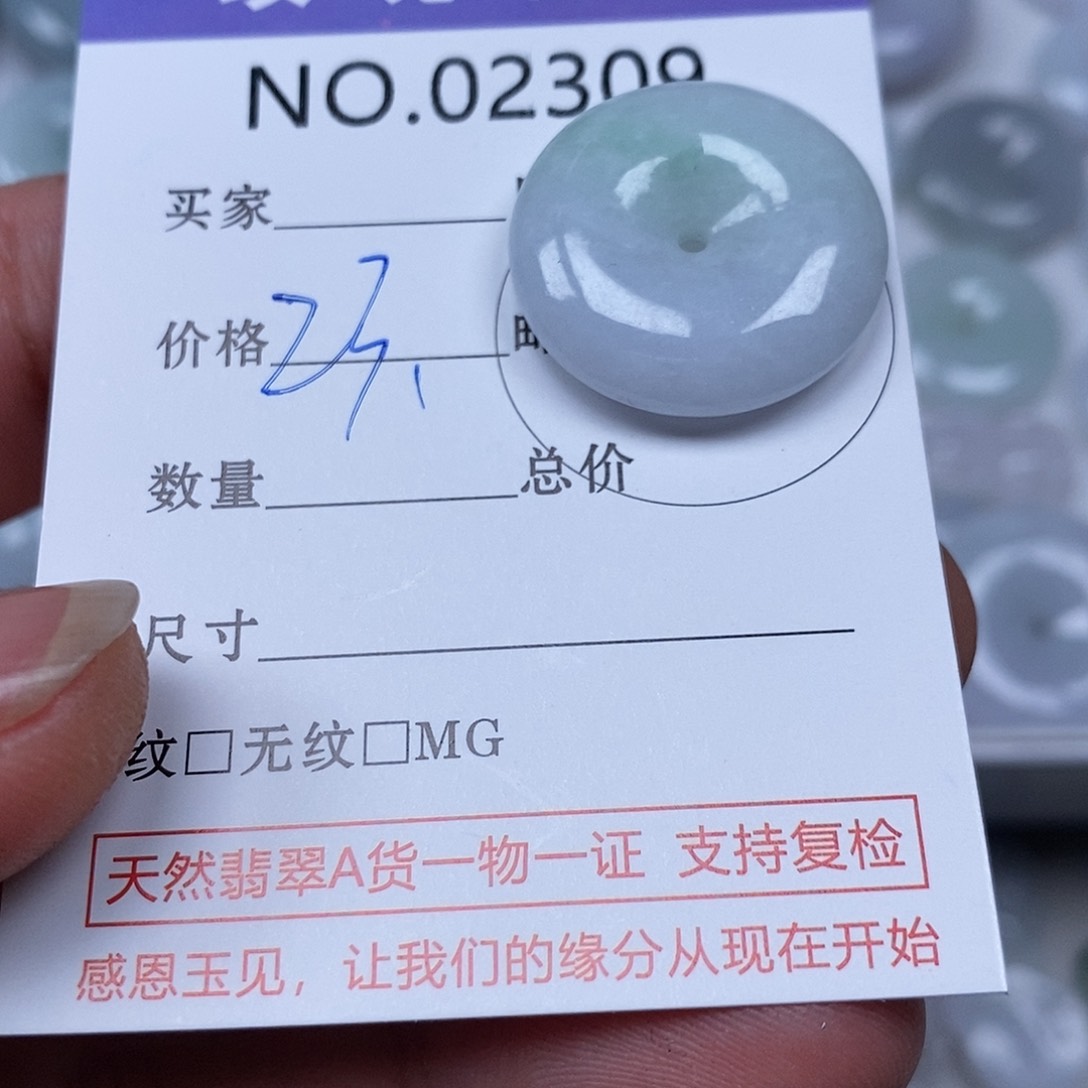 NO.02309
买家
价格
数量 总价
尺寸
纹□无纹□MG
天然翡翠A货一物一证 支持复检
感恩玉见，让我们的缘分从现在开始